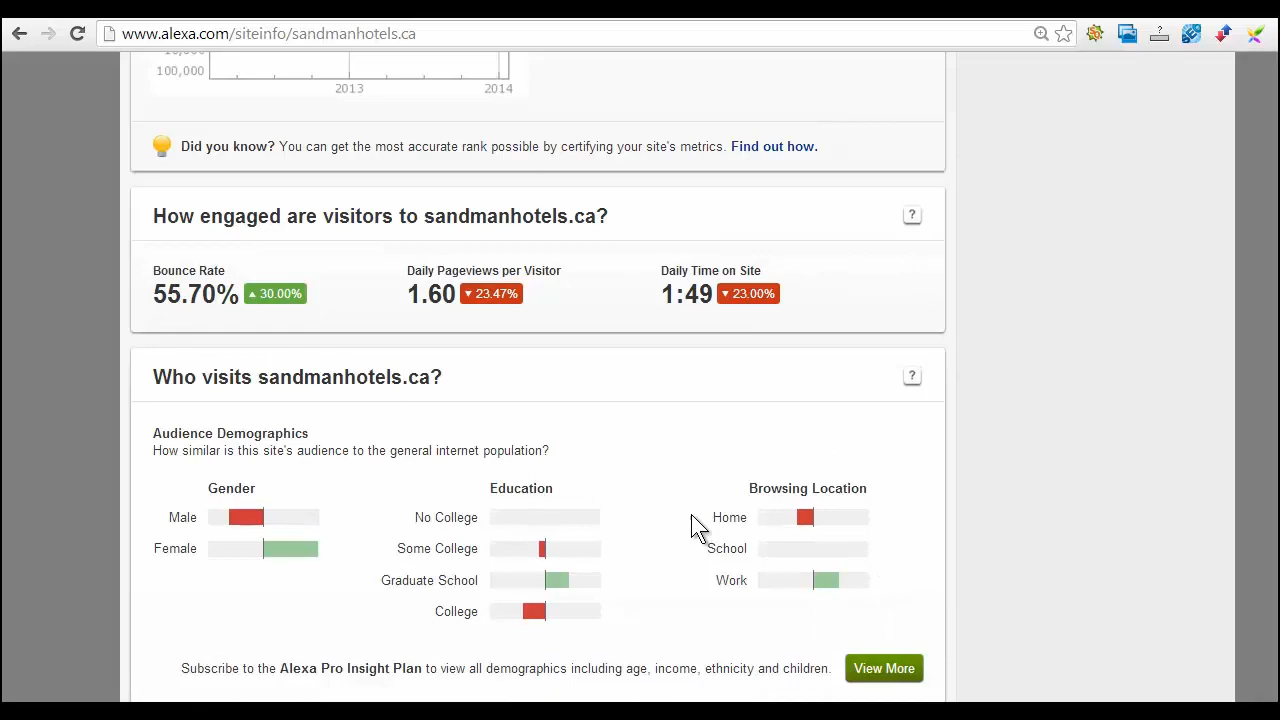 www.alexa.com/siteinfo/sandmanhotels.ca
100,000
2013 2014
Did you know? You can get the most accurate rank possible by certifying your site's metrics. Find out how.
How engaged are visitors to sandmanhotels.ca? ?
Bounce Rate Daily Pageviews per Visitor Daily Time on Site
55.70% 30.00% 1.60 23.47% 1:49 23.00%
Who visits sandmanhotels.ca? ?
Audience Demographics
How similar is this site's audience to the general internet population?
Gender Education Browsing Location
Male No College Home
Female Some College School
Graduate School Work
College
Subscribe to the Alexa Pro Insight Plan to view all demographics including age, income, ethnicity and children. View More